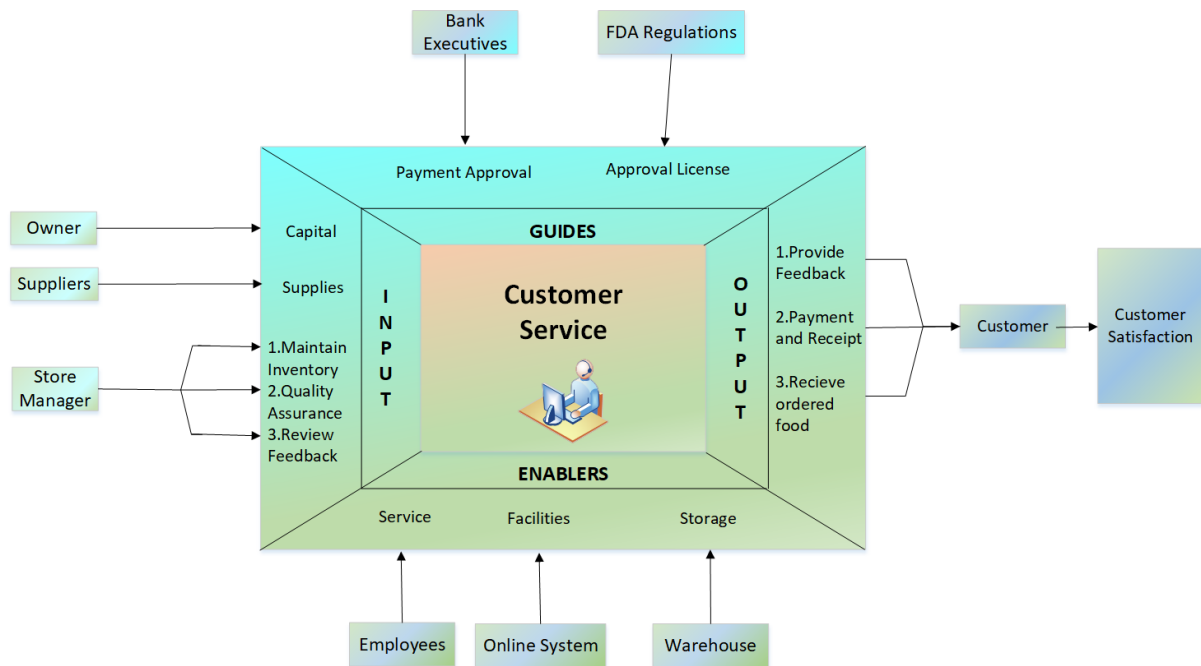 Bank
Executives
FDA Regulations
Payment Approval
Approval License
Owner
Capital
GUIDES
Suppliers
Supplies
INPUT
Customer
Service
OUTPUT
1.Provide
Feedback
2.Payment
and Receipt
3.Recieve
ordered
food
Customer
Customer
Satisfaction
Store
Manager
1.Maintain
Inventory
2.Quality
Assurance
3.Review
Feedback
ENABLERS
Service
Facilities
Storage
Employees
Online System
Warehouse